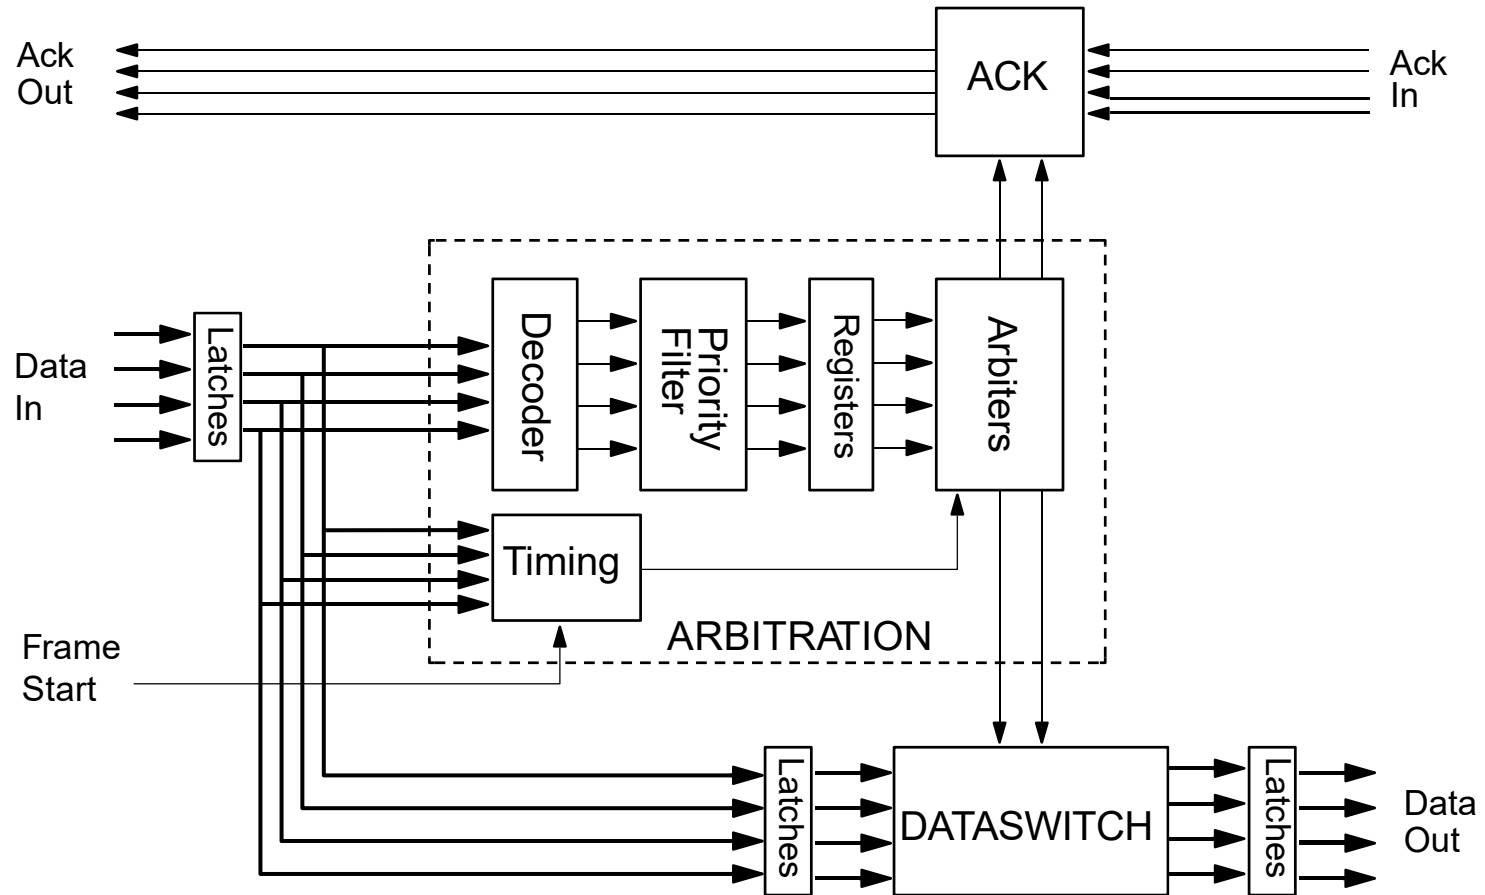 Ack
Out
ACK
Ack
In
Data
In
Latches
Decoder
Priority
Filter
Registers
Arbiters
Timing
ARBITRATION
Frame
Start
Latches
DATASWITCH
Latches
Data
Out